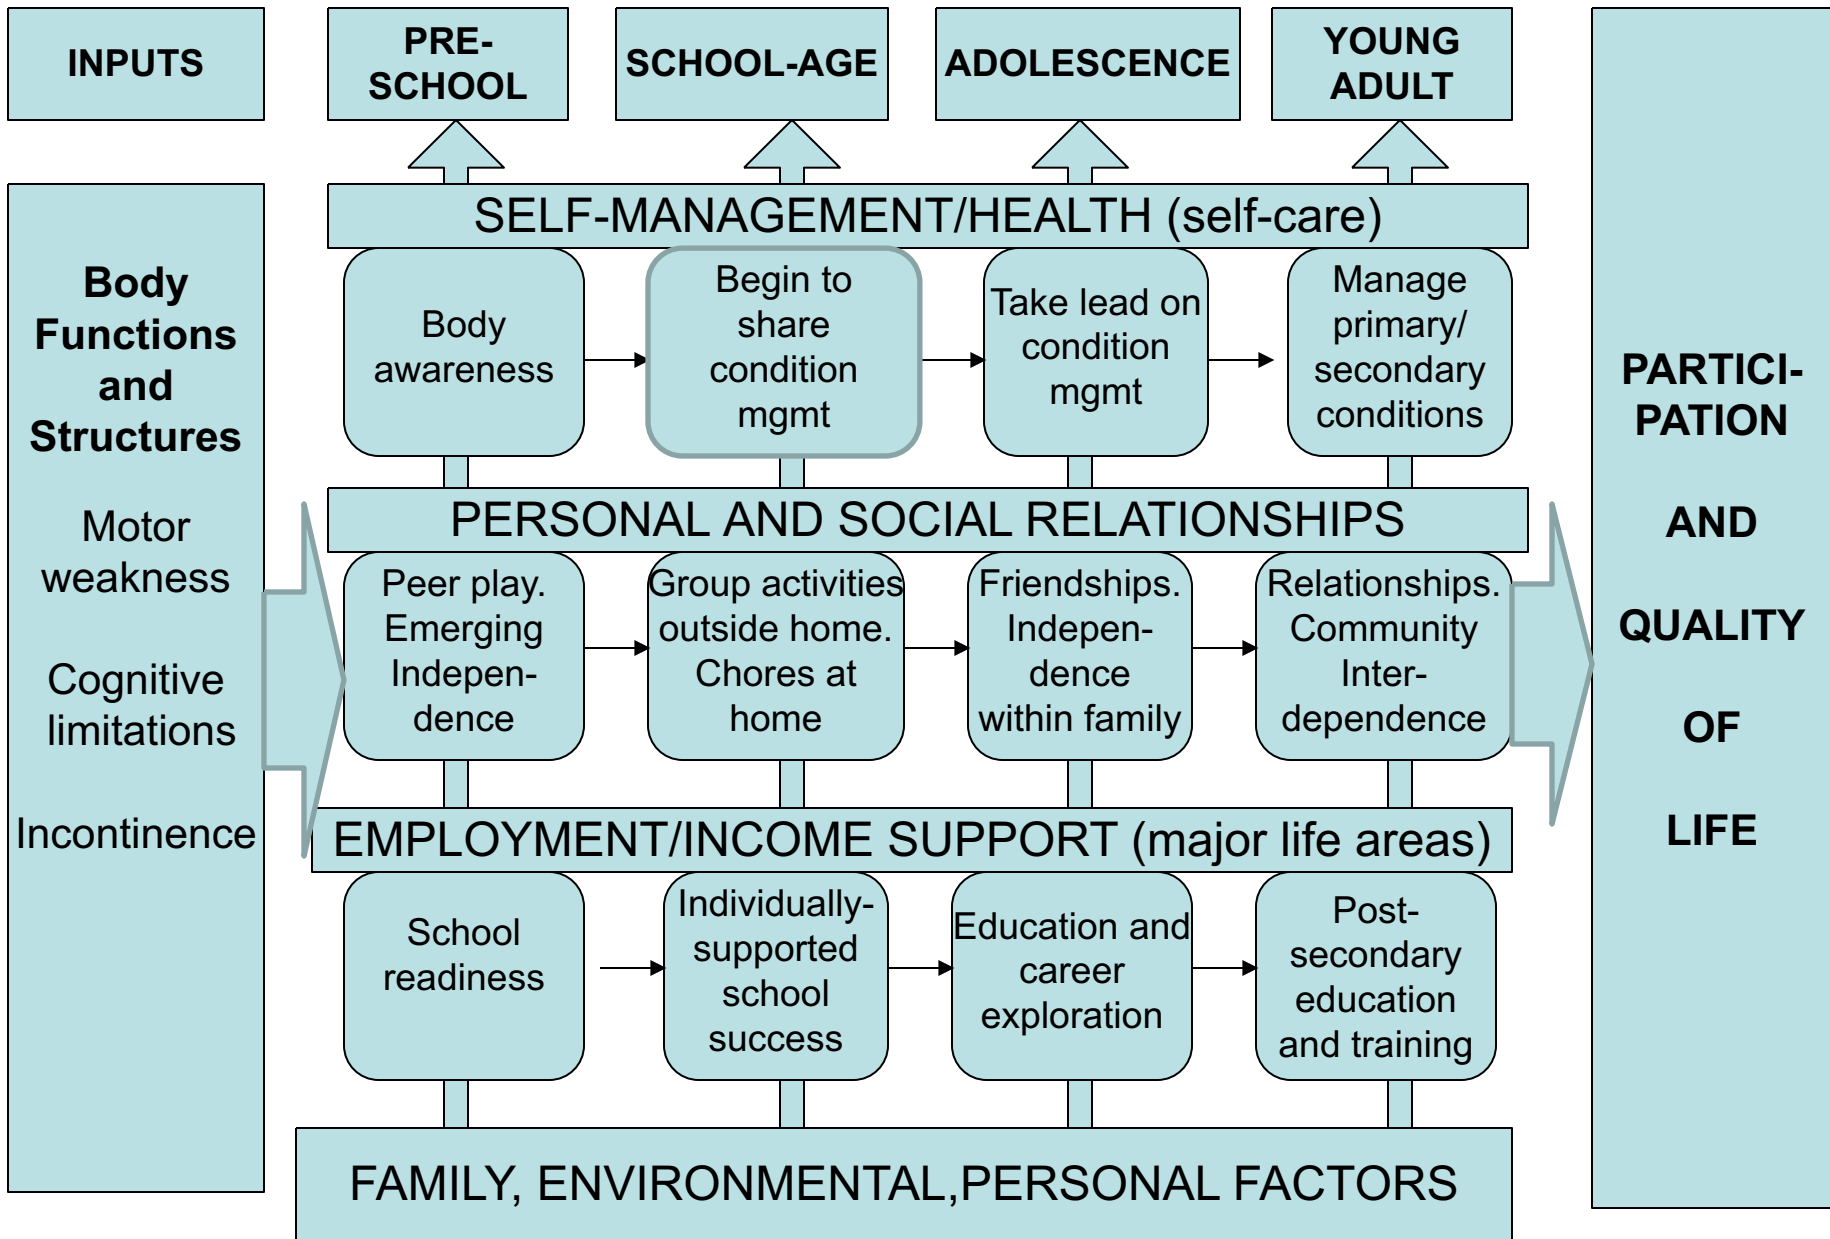 INPUTS
PRE-
SCHOOL
SCHOOL-AGE
ADOLESCENCE
YOUNG
ADULT
Body
Functions
and
Structures
Motor
weakness
Cognitive
limitations
Incontinence
SELF-MANAGEMENT/HEALTH (self-care)
Body
awareness
Begin to
share
condition
mgmt
Take lead on
condition
mgmt
Manage
primary/
secondary
conditions
PERSONAL AND SOCIAL RELATIONSHIPS
Peer play.
Emerging
Indepen-
dence
Group activities
outside home.
Chores at
home
Friendships.
Indepen-
dence
within family
Relationships.
Community
Inter-
dependence
EMPLOYMENT/INCOME SUPPORT (major life areas)
School
readiness
Individually-
supported
school
success
Education and
career
exploration
Post-
secondary
education
and training
FAMILY, ENVIRONMENTAL,PERSONAL FACTORS
PARTICI-
PATION
AND
QUALITY
OF
LIFE